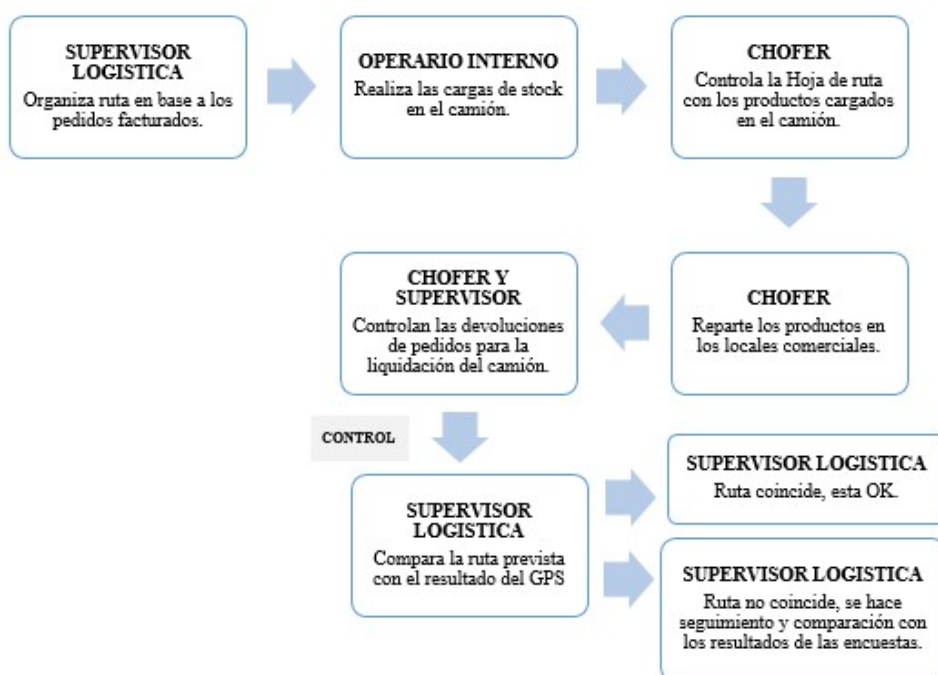 SUPERVISOR
LOGISTICA
Organiza ruta en base a los
pedidos facturados.
OPERARIO INTERNO
Realiza las cargas de stock
en el camión.
CHOFER
Controla la Hoja de ruta
con los productos cargados
en el camión.
CHOFER Y
SUPERVISOR
Controlan las devoluciones
de pedidos para la
liquidación del camión.
CHOFER
Reparte los productos en
los locales comerciales.
CONTROL
SUPERVISOR
LOGISTICA
Compara la ruta prevista
con el resultado del GPS
SUPERVISOR LOGISTICA
Ruta coincide, esta OK.
SUPERVISOR LOGISTICA
Ruta no coincide, se hace
seguimiento y comparación con
los resultados de las encuestas.